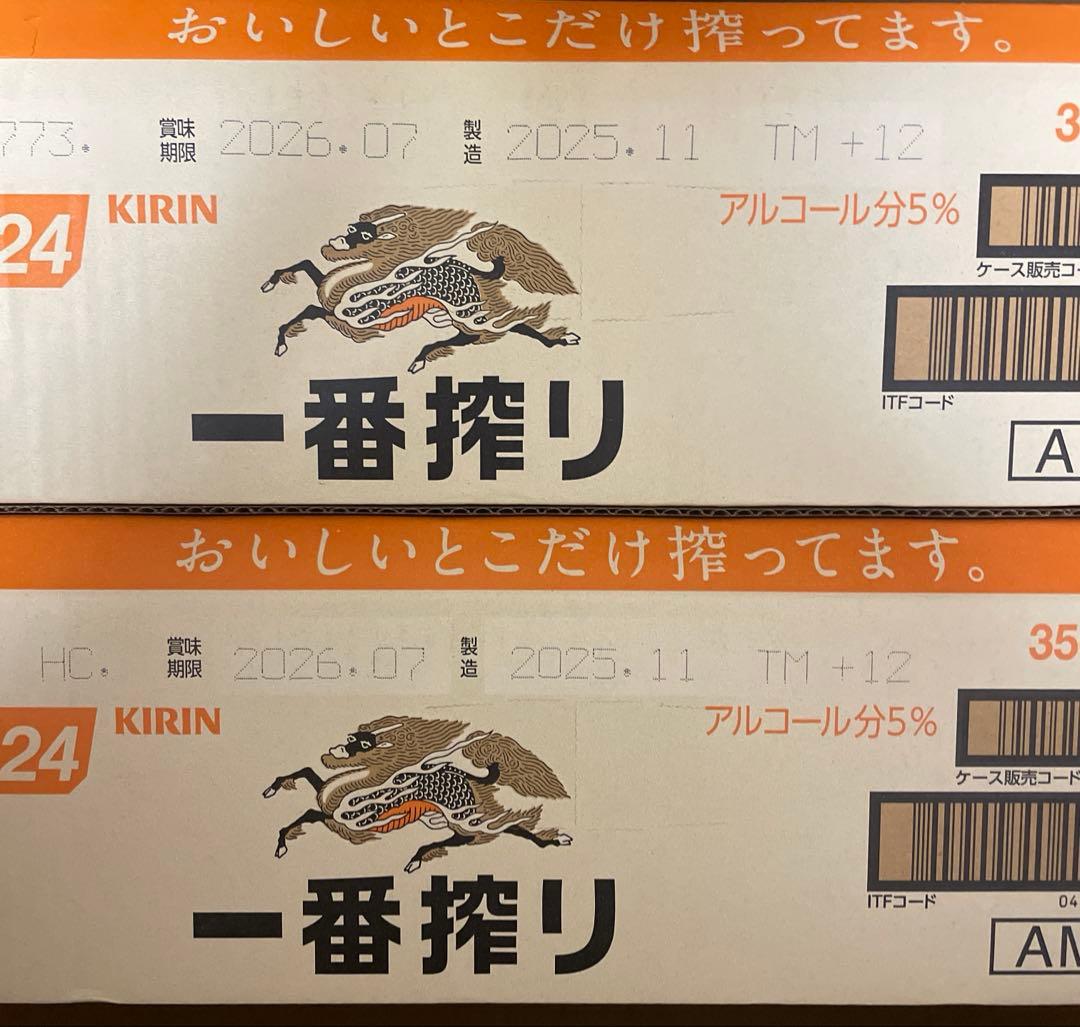 おいしいとこだけ搾ってます。
773. 賞味期限 2026.07 製造 2025.11 TM +12
3
24 KIRIN アルコール分5%
ケース販売コー
ITFコード
一番搾り
A
おいしいとこだけ搾ってます。
HC. 賞味期限 2026.07 製造 2025.11 TM +12
35
24 KIRIN アルコール分5%
ケース販売コード
ITFコード 04
一番搾り
AM